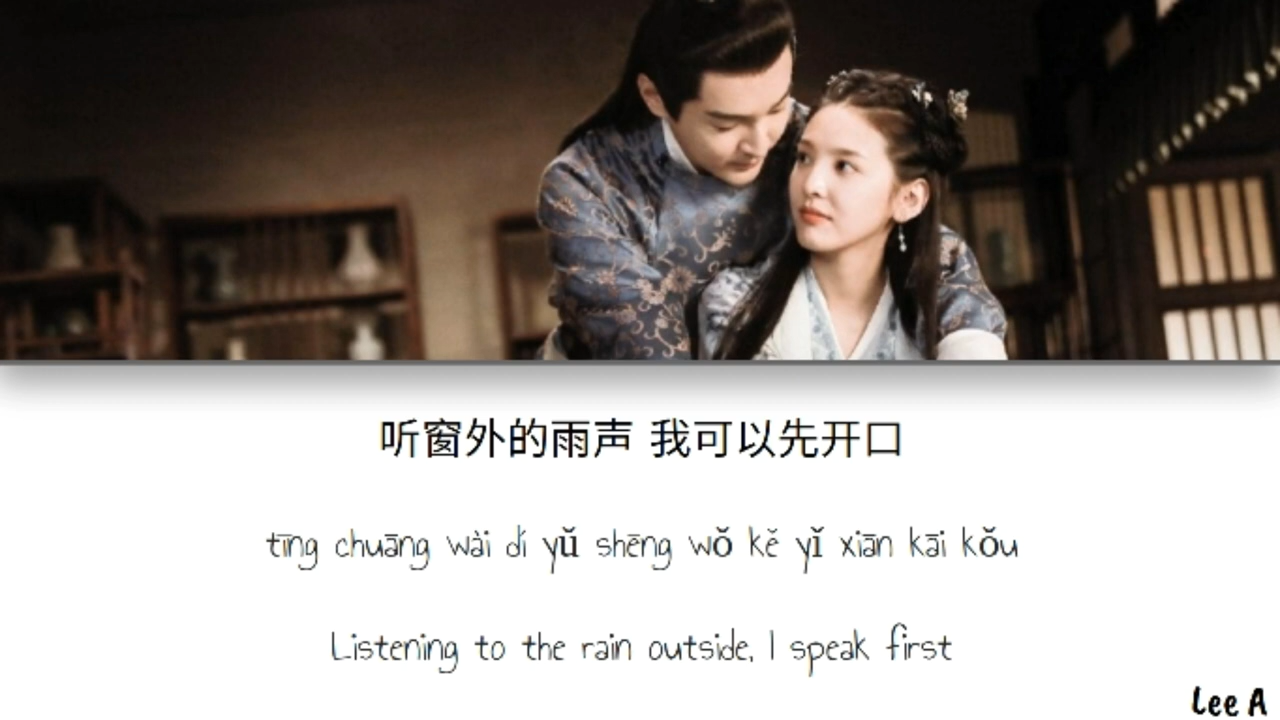 听窗外的雨声 我可以先开口
tīng chuāng wài dí yǔ shēng wǒ kě yǐ xiān kāi kǒu
Listening to the rain outside, I speak first
Lee A